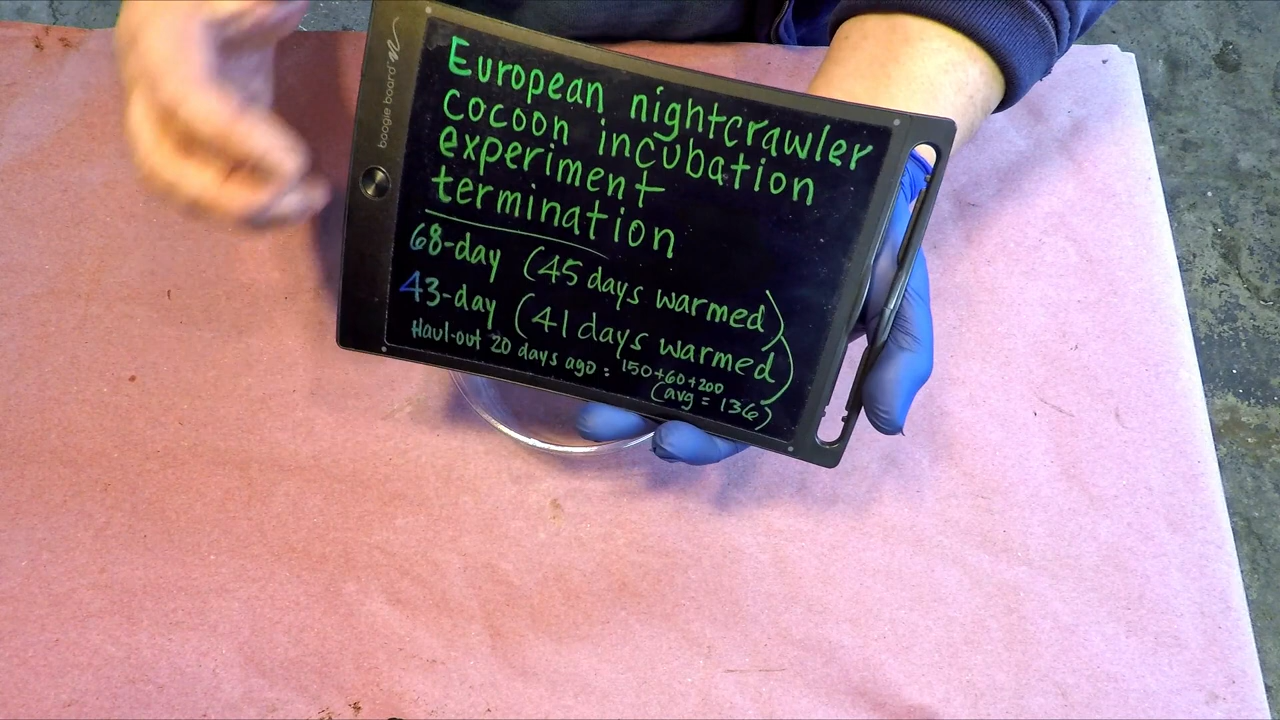 boogie board
European nightcrawler
cocoon incubation
experiment
termination
68-day (45 days warmed)
43-day (41 days warmed)
Haul-out 20 days ago: 150+60+200
(avg = 136)